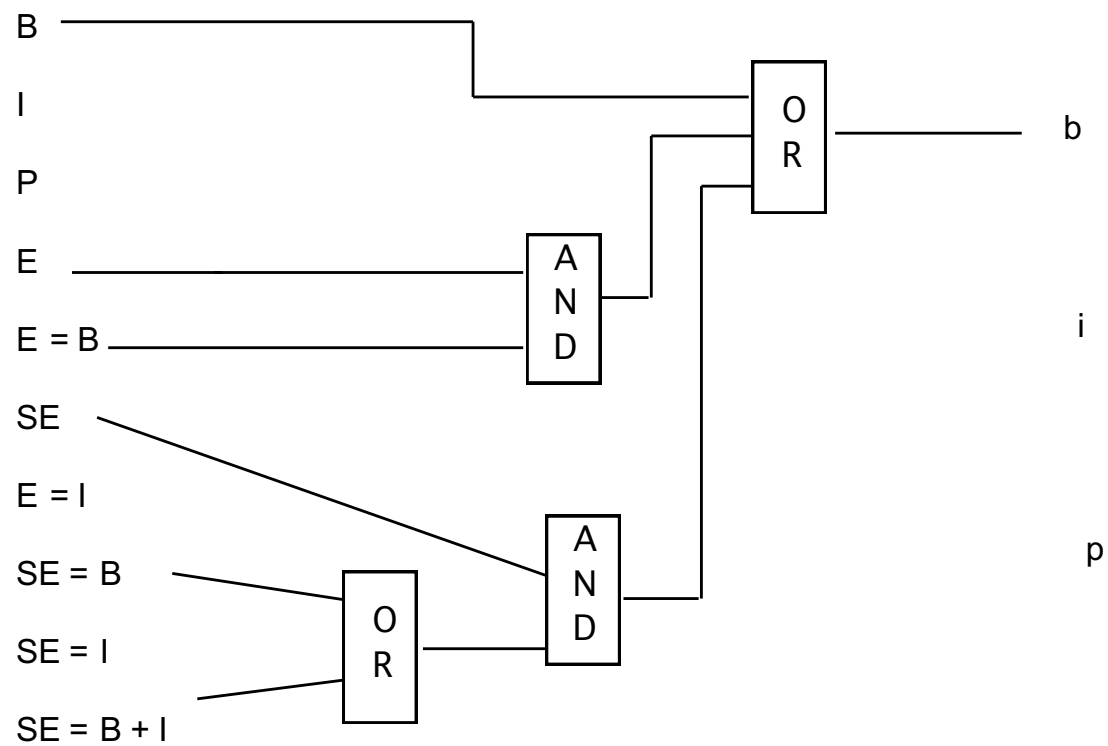 B
I
P
E
E = B
SE
E = I
SE = B
SE = I
SE = B + I
O
R
A
N
D
A
N
D
O
R
b
i
p